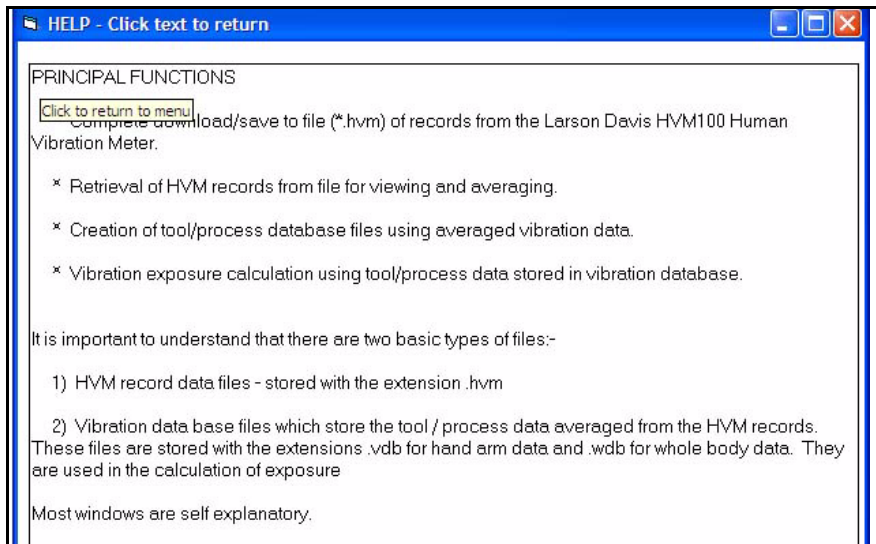 HELP - Click text to return
PRINCIPAL FUNCTIONS
Click to return to menu
Complete download/save to file (*.hvm) of records from the Larson Davis HVM100 Human
Vibration Meter.
* Retrieval of HVM records from file for viewing and averaging.
* Creation of tool/process database files using averaged vibration data.
* Vibration exposure calculation using tool/process data stored in vibration database.
It is important to understand that there are two basic types of files:-
1) HVM record data files - stored with the extension .hvm
2) Vibration data base files which store the tool / process data averaged from the HVM records.
These files are stored with the extensions .vdb for hand arm data and .wdb for whole body data. They
are used in the calculation of exposure
Most windows are self explanatory.